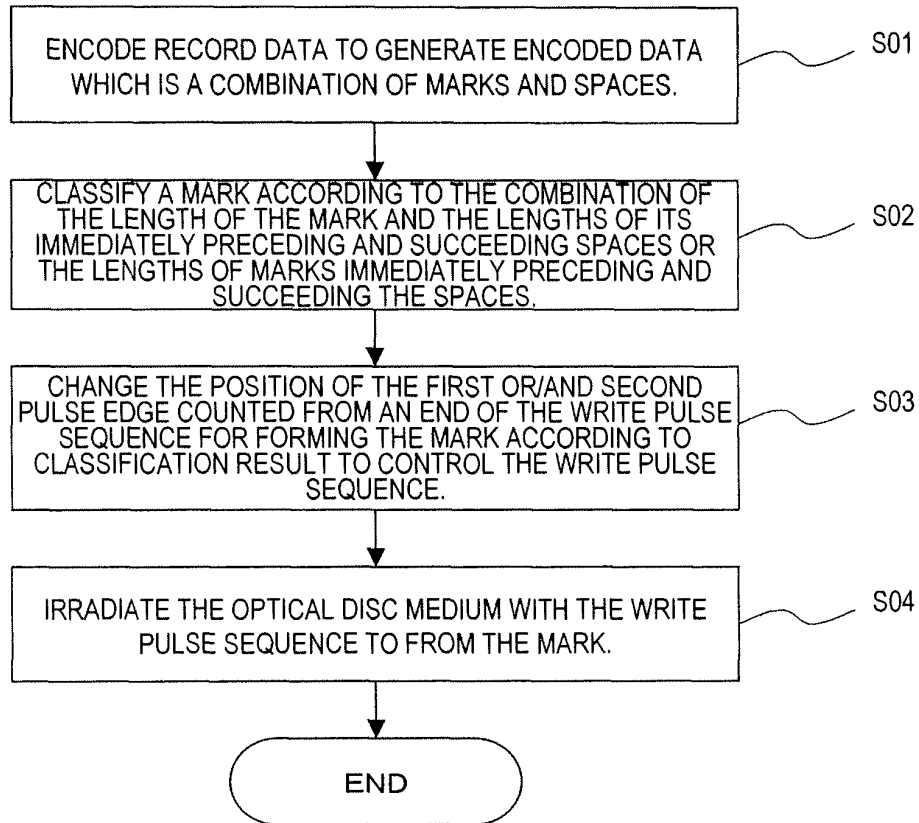 ENCODE RECORD DATA TO GENERATE ENCODED DATA
WHICH IS A COMBINATION OF MARKS AND SPACES.
S01
CLASSIFY A MARK ACCORDING TO THE COMBINATION OF
THE LENGTH OF THE MARK AND THE LENGTHS OF ITS
IMMEDIATELY PRECEDING AND SUCCEEDING SPACES OR
THE LENGTHS OF MARKS IMMEDIATELY PRECEDING AND
SUCCEEDING THE SPACES.
S02
CHANGE THE POSITION OF THE FIRST OR/AND SECOND
PULSE EDGE COUNTED FROM AN END OF THE WRITE PULSE
SEQUENCE FOR FORMING THE MARK ACCORDING TO
CLASSIFICATION RESULT TO CONTROL THE WRITE PULSE
SEQUENCE.
S03
IRRADIATE THE OPTICAL DISC MEDIUM WITH THE WRITE
PULSE SEQUENCE TO FROM THE MARK.
S04
END